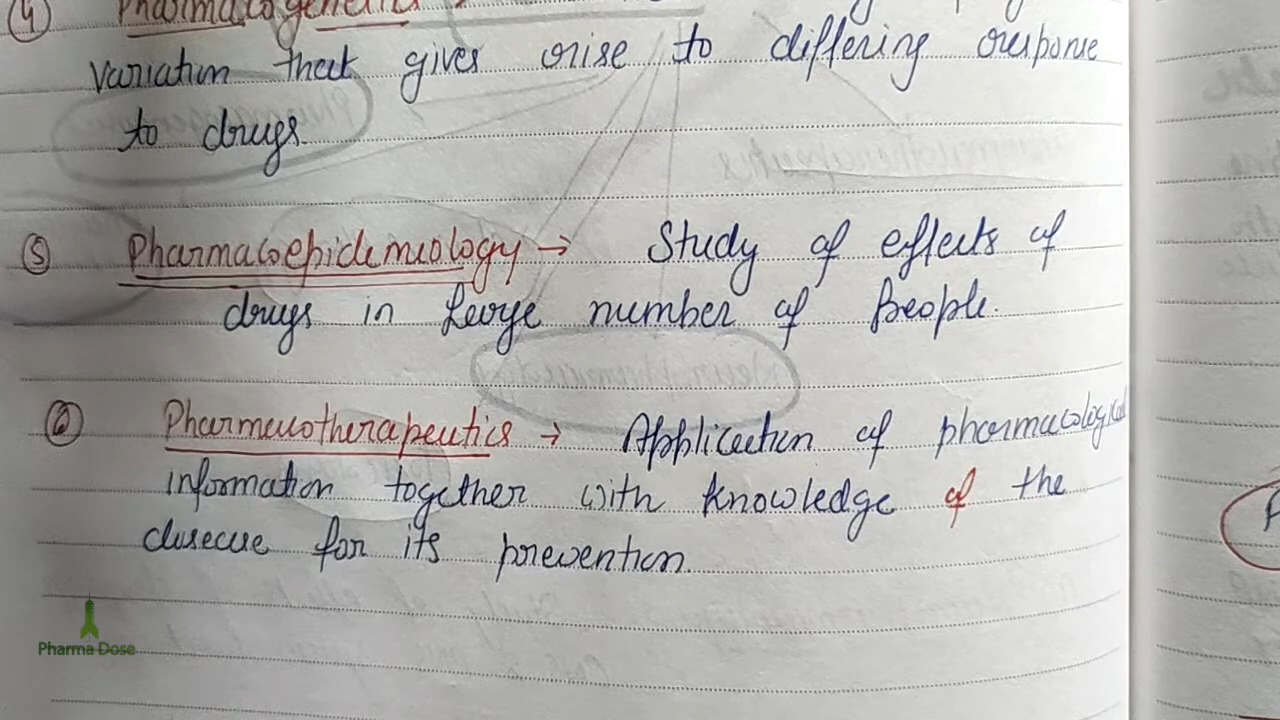 ④ Pharmacogenetics →
variation that gives rise to differing response
to drugs.
⑤ Pharmacoepidemiology → Study of effects of
drugs in Large number of People.
⑥ Pharmacotherapeutics → Application of pharmacological
information together with knowledge of the
disease for its prevention.
Pharma Dose